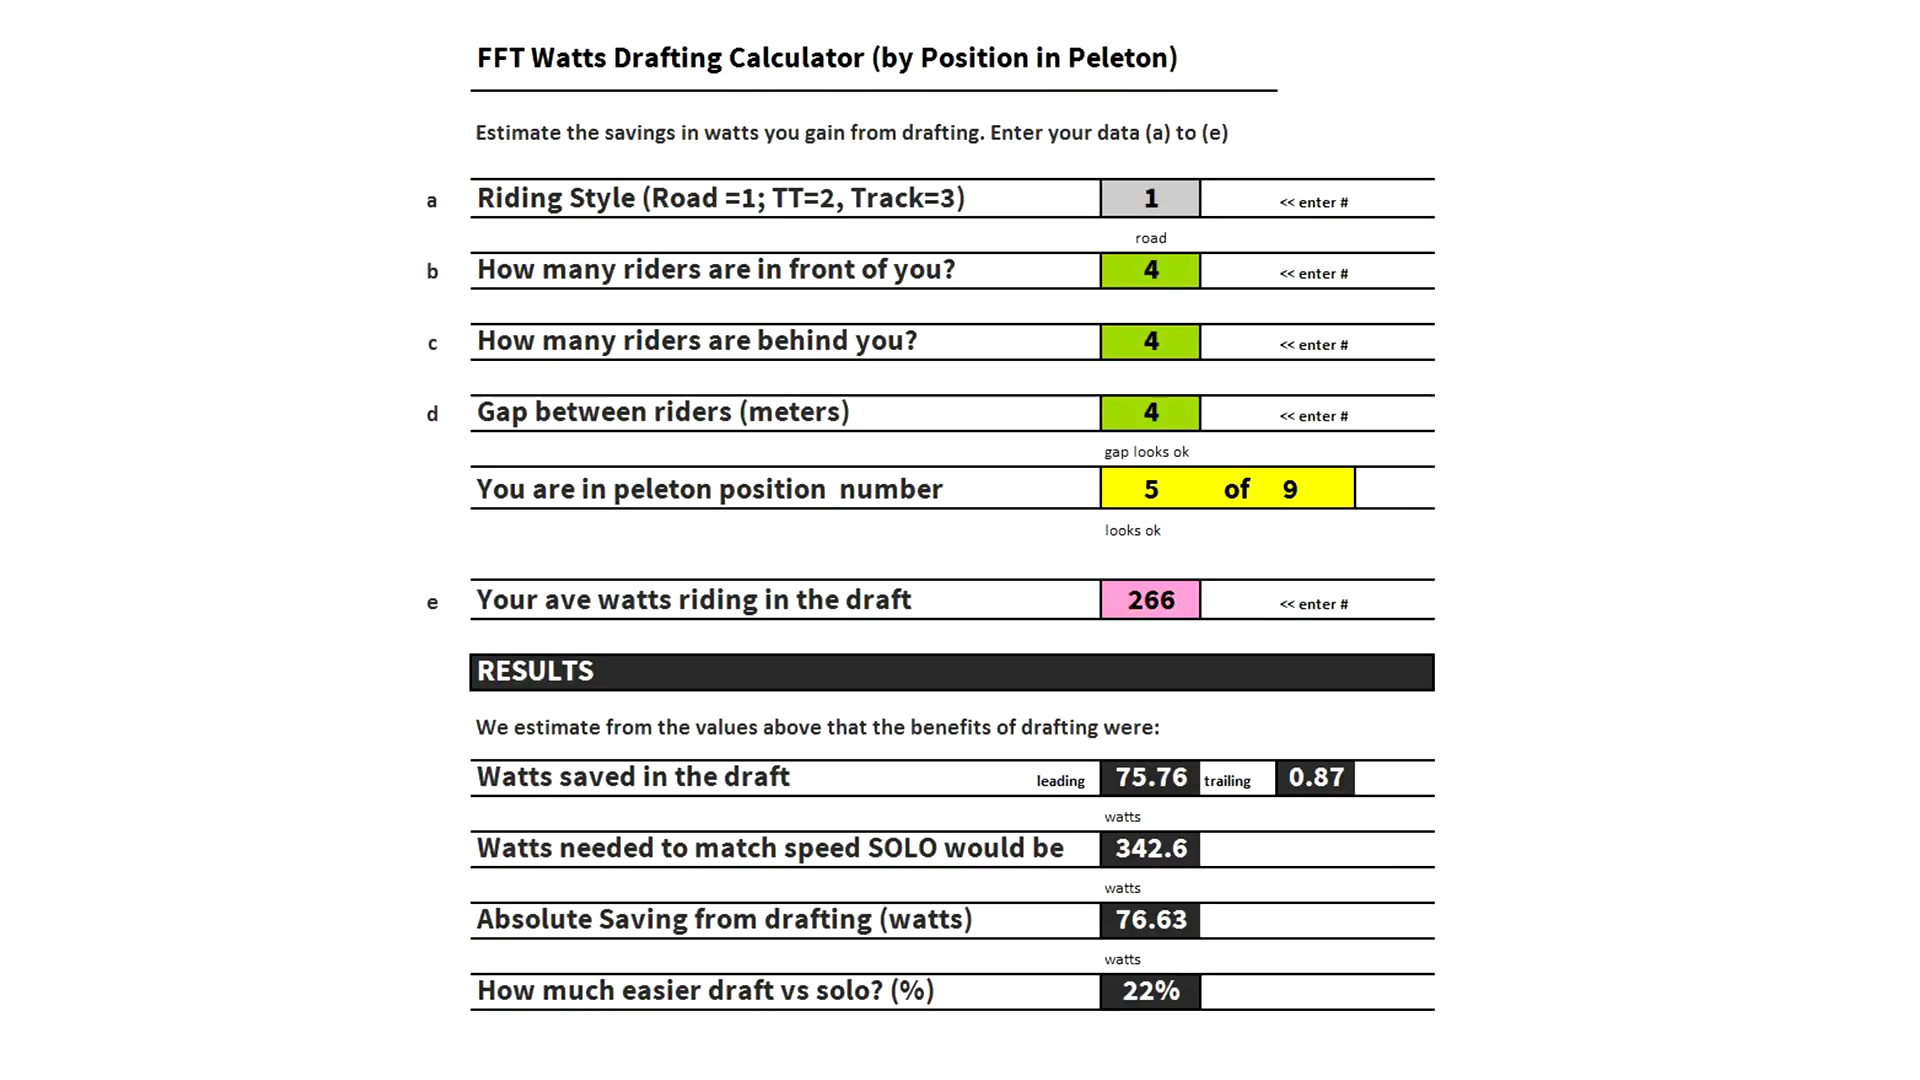 FFT Watts Drafting Calculator (by Position in Peleton)
Estimate the savings in watts you gain from drafting. Enter your data (a) to (e)
a Riding Style (Road =1; TT=2, Track=3) 1 << enter #
road
b How many riders are in front of you? 4 << enter #
c How many riders are behind you? 4 << enter #
d Gap between riders (meters) 4 << enter #
gap looks ok
You are in peleton position number 5 of 9
looks ok
e Your ave watts riding in the draft 266 << enter #
RESULTS
We estimate from the values above that the benefits of drafting were:
Watts saved in the draft leading 75.76 trailing 0.87
watts
Watts needed to match speed SOLO would be 342.6
watts
Absolute Saving from drafting (watts) 76.63
watts
How much easier draft vs solo? (%) 22%